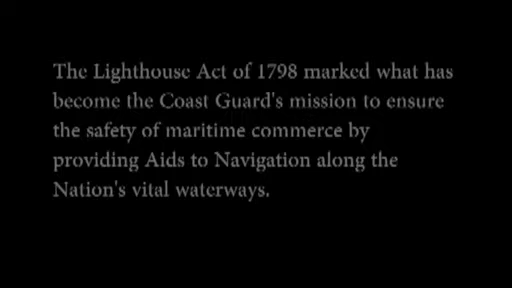 The Lighthouse Act of 1798 marked what has
become the Coast Guard's mission to ensure
the safety of maritime commerce by
providing Aids to Navigation along the
Nation's vital waterways.